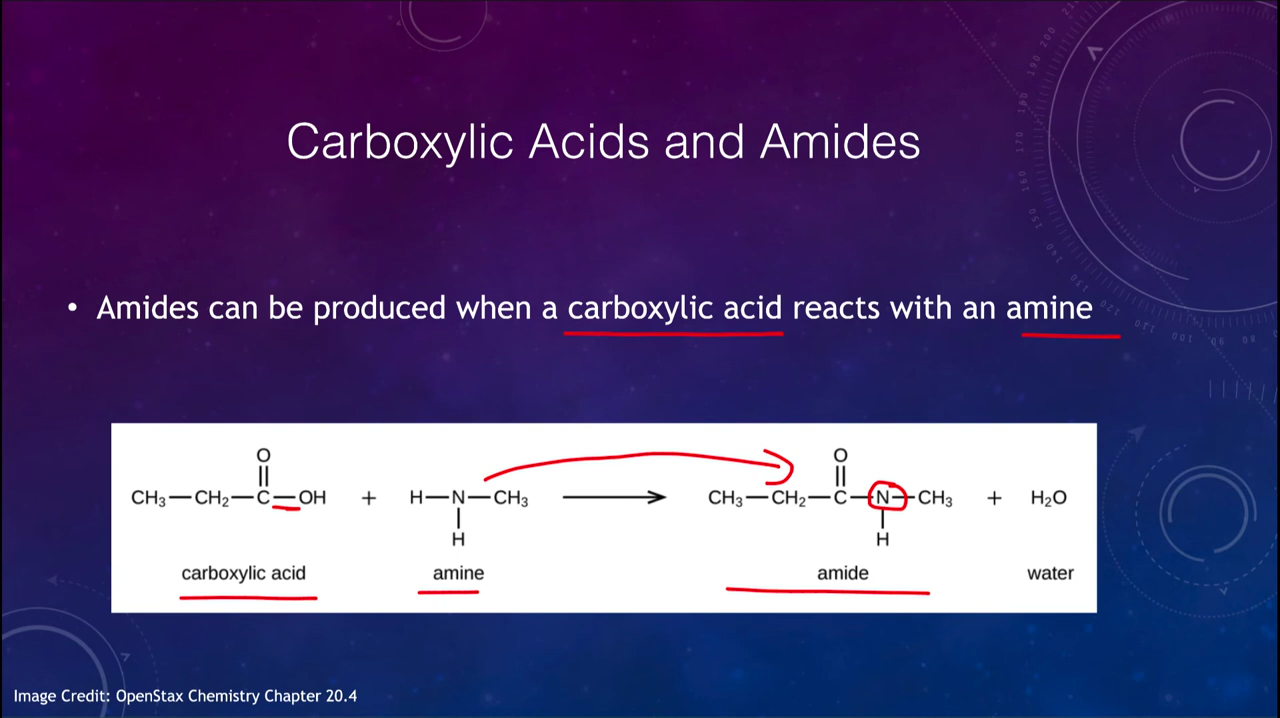 Carboxylic Acids and Amides
• Amides can be produced when a carboxylic acid reacts with an amine
O O
CH₃—CH₂—C—OH + H—N—CH₃ CH₃—CH₂—C—N—CH₃ + H₂O
H H
carboxylic acid amine amide water
Image Credit: OpenStax Chemistry Chapter 20.4